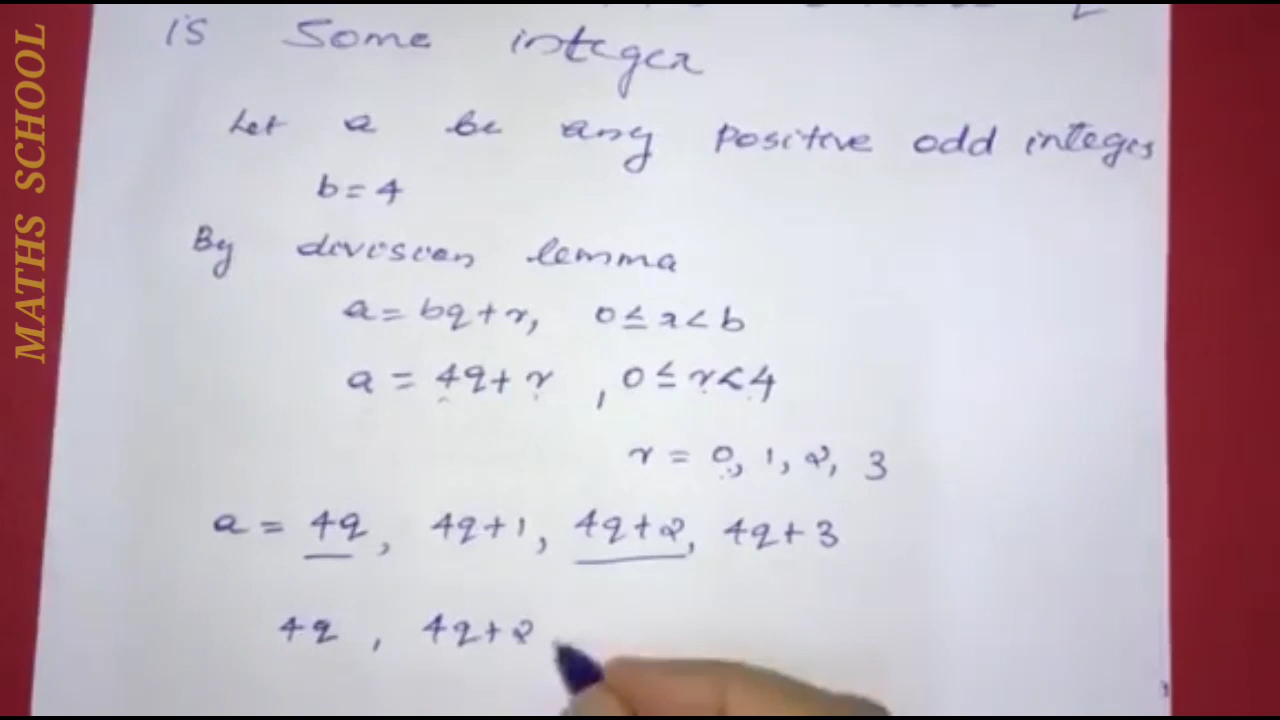 MATHS SCHOOL
is Some integer
Let a be any Positive odd integer
b = 4
By division lemma
a = bq + r, 0 ≤ r < b
a = 4q + r , 0 ≤ r < 4
r = 0, 1, 2, 3
a = 4q, 4q+1, 4q+2, 4q+3
4q , 4q+2